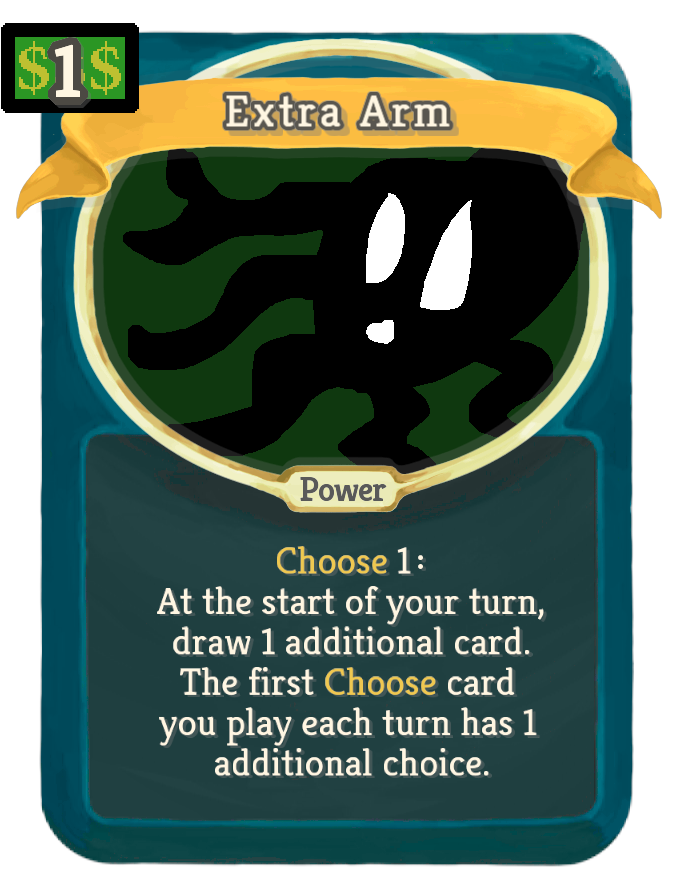 $1$
Extra Arm
Power
Choose 1:
At the start of your turn,
draw 1 additional card.
The first Choose card
you play each turn has 1
additional choice.